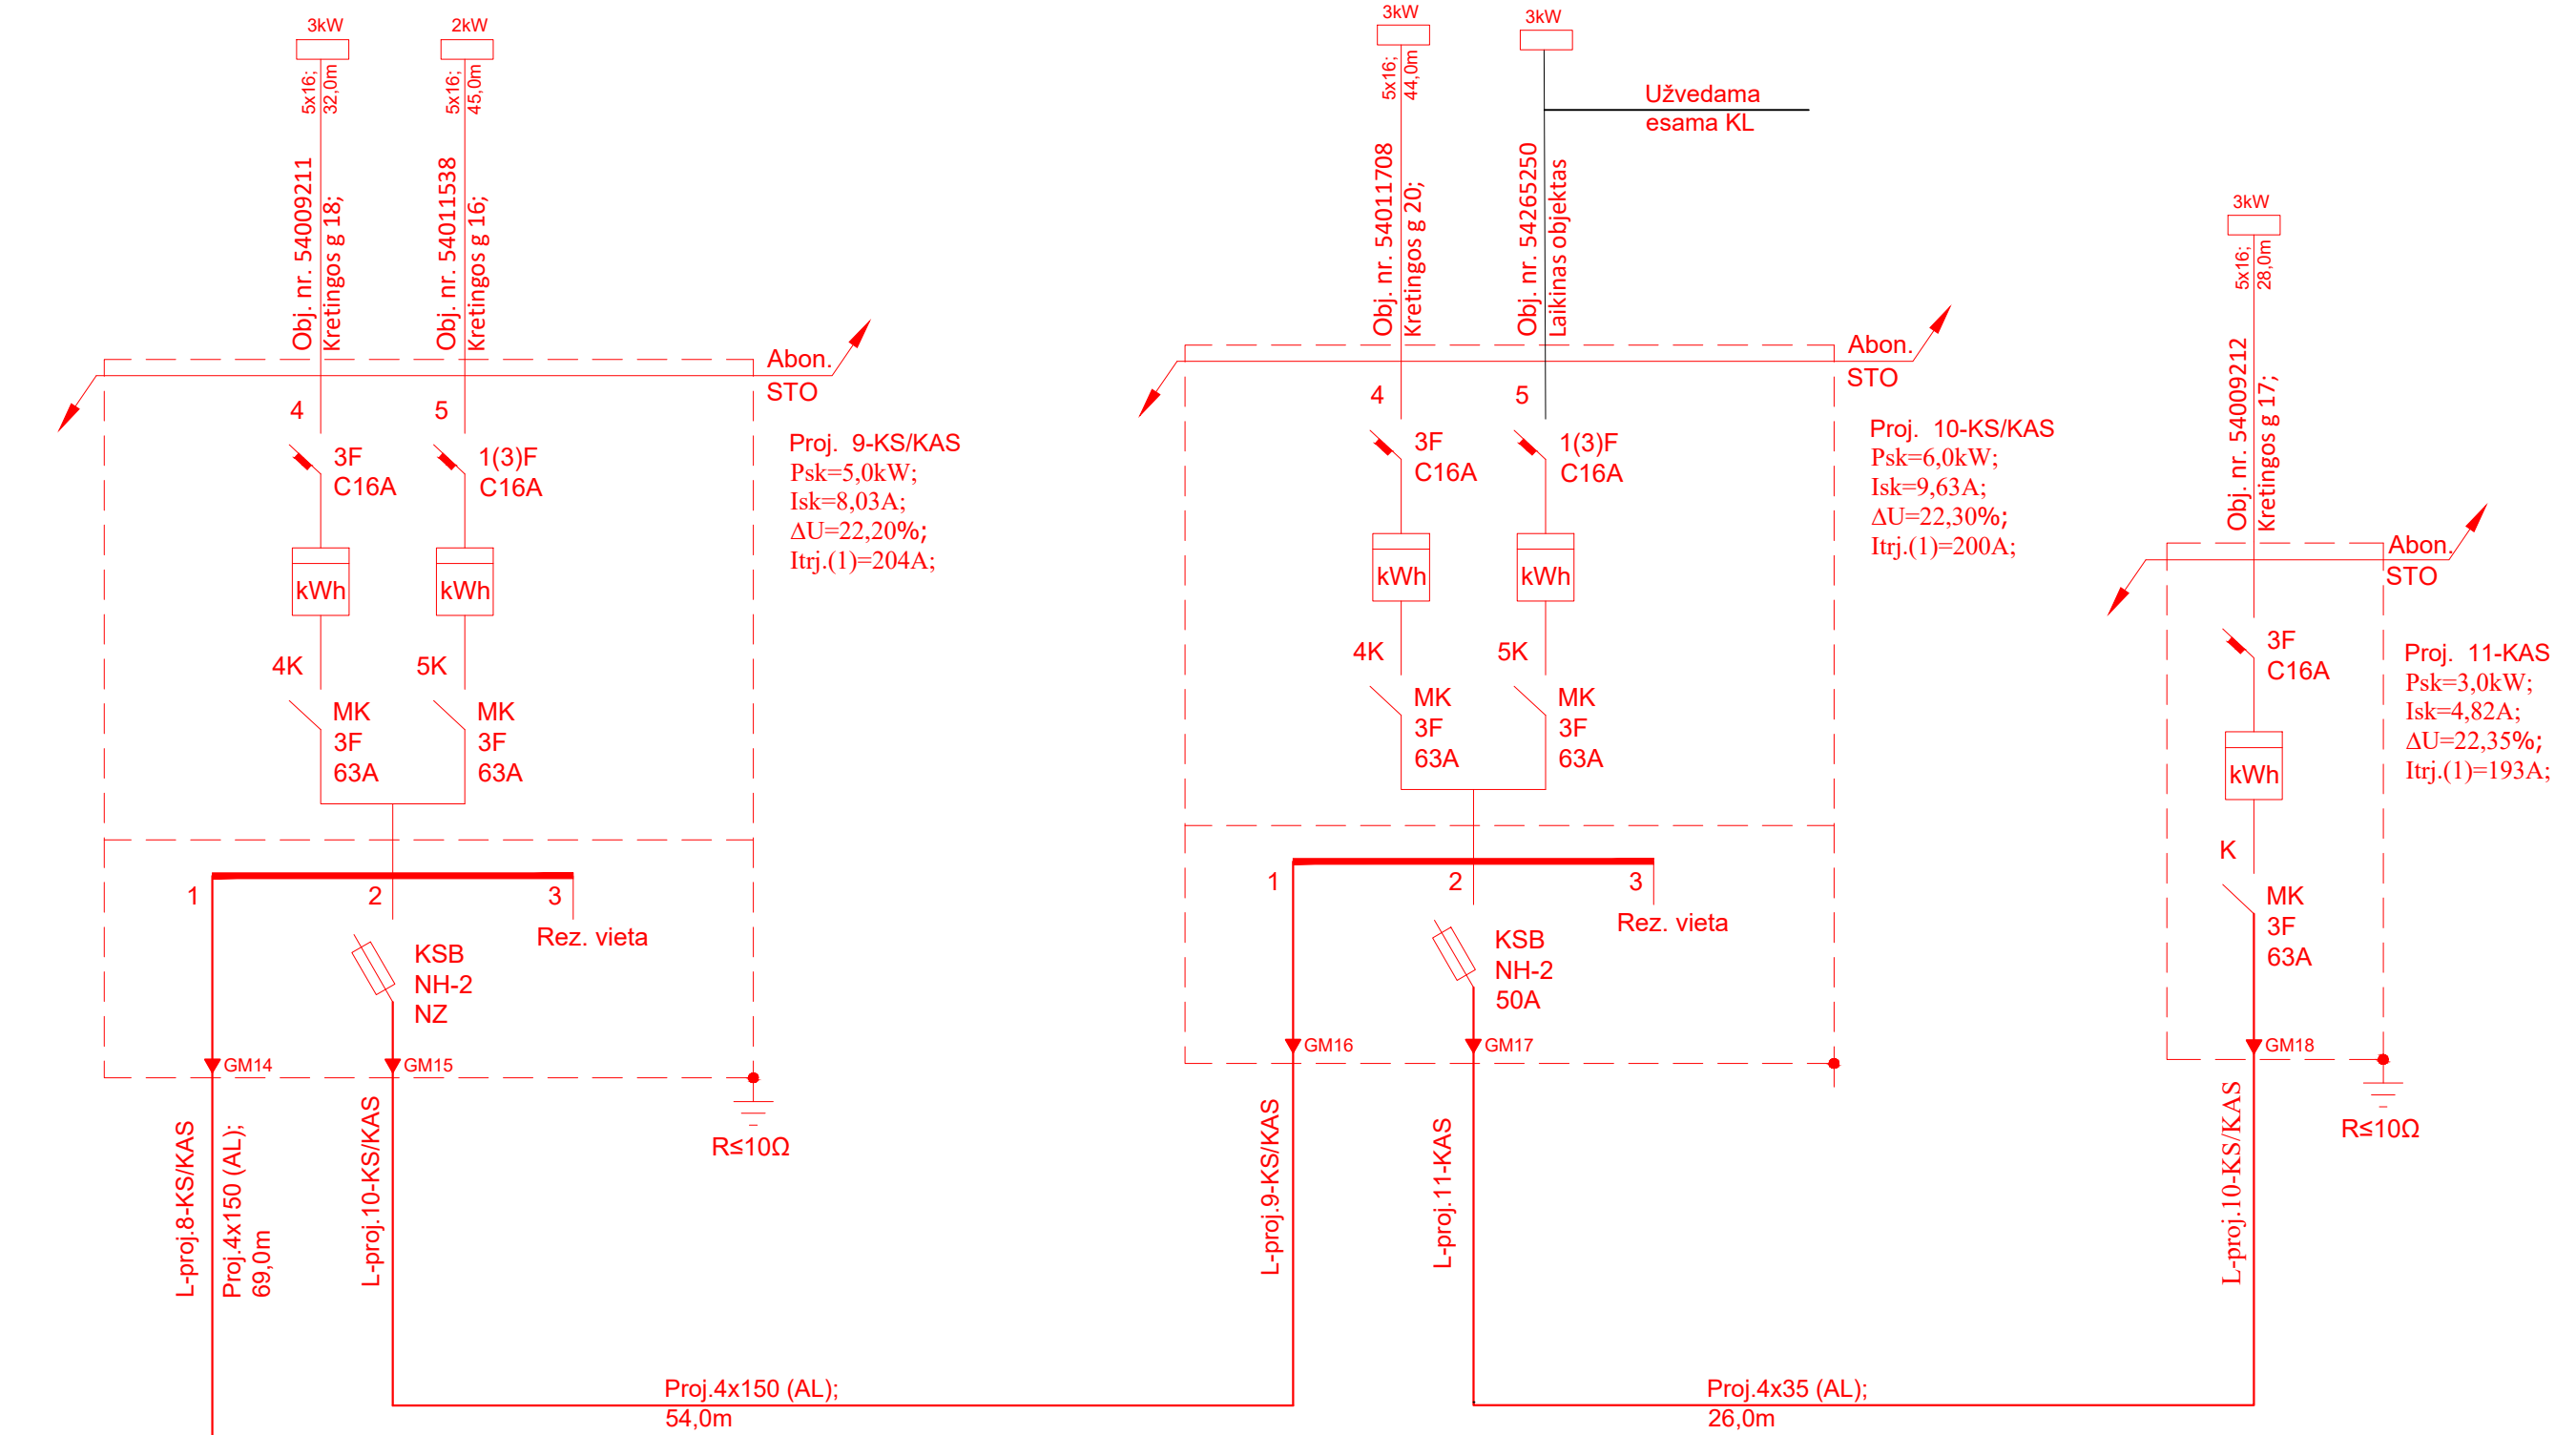 3kW
5x16;
32,0m
Obj. nr. 54009211
Kretingos g 18;
2kW
5x16;
45,0m
Obj. nr. 54011538
Kretingos g 16;
Abon.
STO
4
3F
C16A
5
1(3)F
C16A
kWh
kWh
4K
MK
3F
63A
5K
MK
3F
63A
Proj. 9-KS/KAS
Psk=5,0kW;
Isk=8,03A;
ΔU=22,20%;
Itrj.(1)=204A;
1
2
3
Rez. vieta
KSB
NH-2
NZ
GM14
GM15
R≤10Ω
L-proj.8-KS/KAS
Proj.4x150 (AL);
69,0m
L-proj.10-KS/KAS
Proj.4x150 (AL);
54,0m
3kW
5x16;
44,0m
Obj. nr. 54011708
Kretingos g 20;
3kW
Užvedama
esama KL
Obj. nr. 54265250
Laikinas objektas
Abon.
STO
4
3F
C16A
5
1(3)F
C16A
kWh
kWh
4K
MK
3F
63A
5K
MK
3F
63A
Proj. 10-KS/KAS
Psk=6,0kW;
Isk=9,63A;
ΔU=22,30%;
Itrj.(1)=200A;
1
2
3
Rez. vieta
KSB
NH-2
50A
GM16
GM17
L-proj.9-KS/KAS
L-proj.11-KAS
Proj.4x35 (AL);
26,0m
3kW
5x16;
28,0m
Obj. nr. 54009212
Kretingos g 17;
Abon.
STO
3F
C16A
kWh
K
MK
3F
63A
Proj. 11-KAS
Psk=3,0kW;
Isk=4,82A;
ΔU=22,35%;
Itrj.(1)=193A;
GM18
R≤10Ω
L-proj.10-KS/KAS